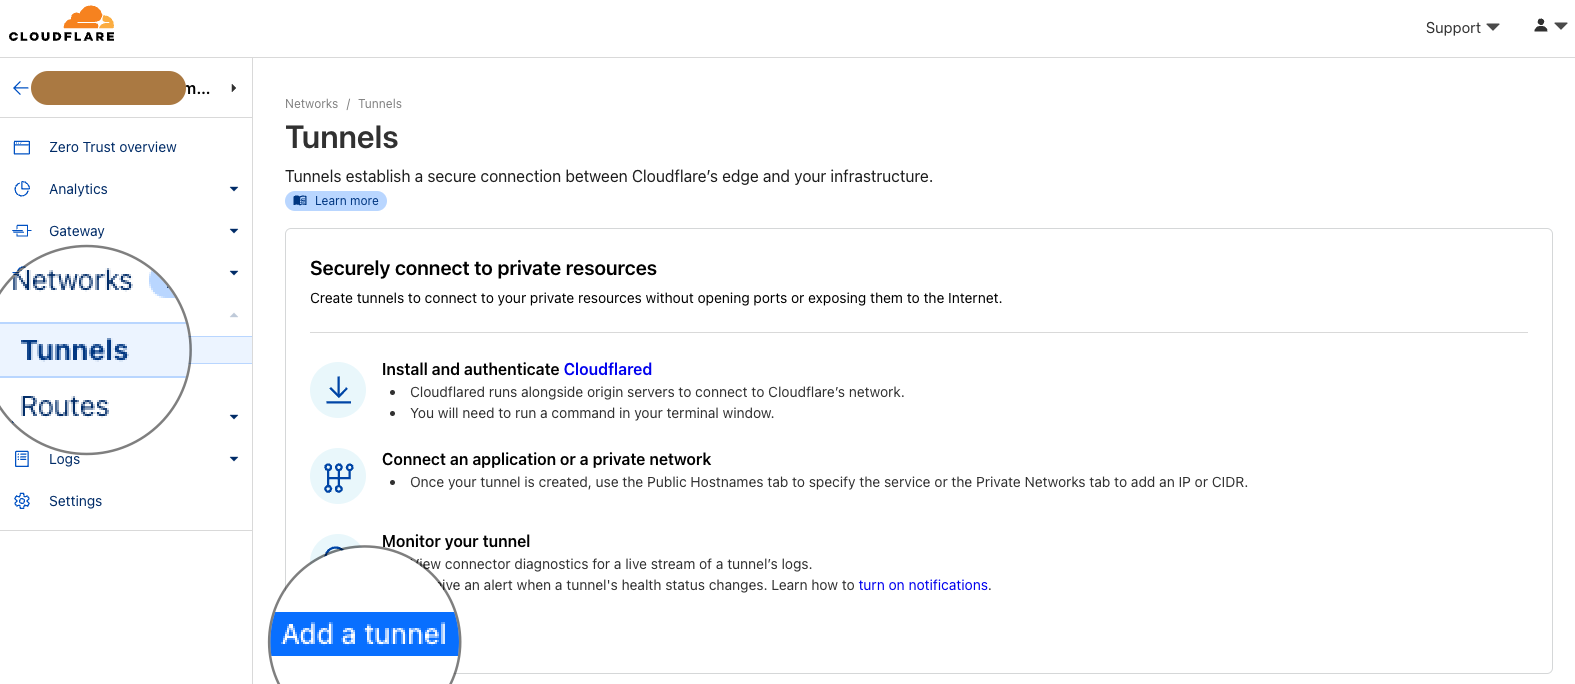 CLOUDFLARE
Support
m...
Zero Trust overview
Analytics
Gateway
Networks
Tunnels
Routes
Logs
Settings
Networks / Tunnels
Tunnels
Tunnels establish a secure connection between Cloudflare’s edge and your infrastructure.
Learn more
Securely connect to private resources
Create tunnels to connect to your private resources without opening ports or exposing them to the Internet.
Install and authenticate Cloudflared
• Cloudflared runs alongside origin servers to connect to Cloudflare’s network.
• You will need to run a command in your terminal window.
Connect an application or a private network
• Once your tunnel is created, use the Public Hostnames tab to specify the service or the Private Networks tab to add an IP or CIDR.
Monitor your tunnel
connector diagnostics for a live stream of a tunnel’s logs.
an alert when a tunnel's health status changes. Learn how to turn on notifications.
Add a tunnel